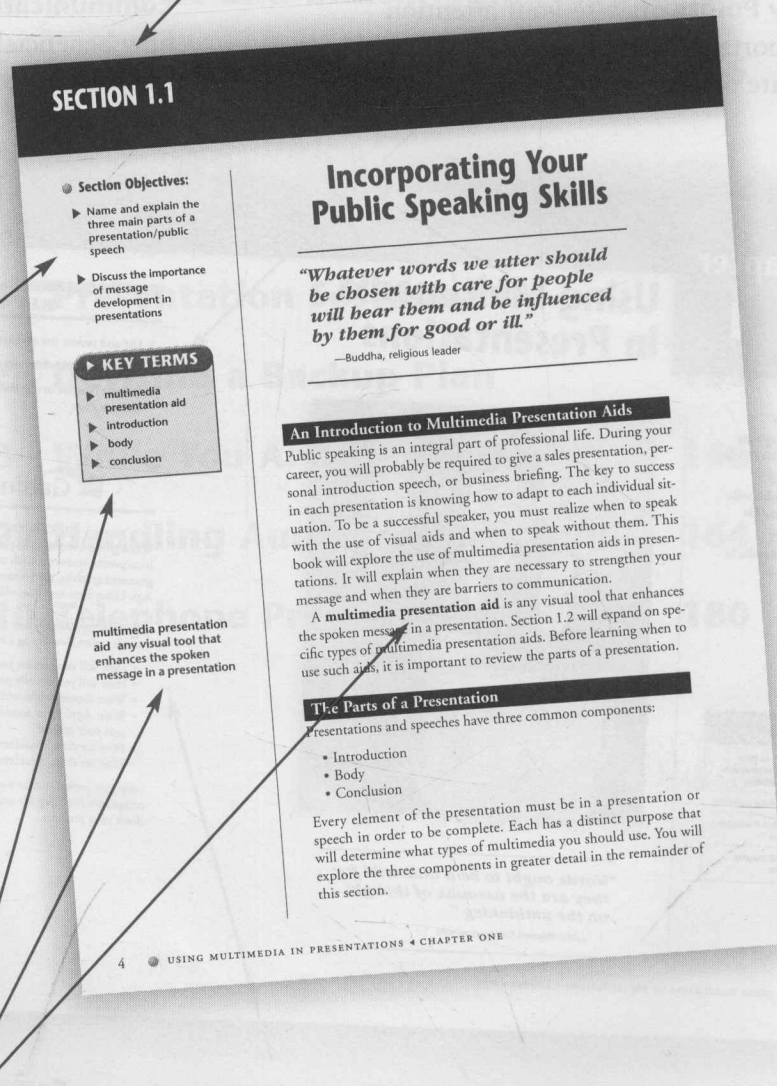 SECTION 1.1
Section Objectives:
▶ Name and explain the
three main parts of a
presentation/public
speech
▶ Discuss the importance
of message
development in
presentations
▶ KEY TERMS
▶ multimedia
presentation aid
▶ introduction
▶ body
▶ conclusion
multimedia presentation
aid any visual tool that
enhances the spoken
message in a presentation
Incorporating Your
Public Speaking Skills
“Whatever words we utter should
be chosen with care for people
will hear them and be influenced
by them for good or ill.”
—Buddha, religious leader
An Introduction to Multimedia Presentation Aids
Public speaking is an integral part of professional life. During your
career, you will probably be required to give a sales presentation, per-
sonal introduction speech, or business briefing. The key to success
in each presentation is knowing how to adapt to each individual sit-
uation. To be a successful speaker, you must realize when to speak
with the use of visual aids and when to speak without them. This
book will explore the use of multimedia presentation aids in presen-
tations. It will explain when they are necessary to strengthen your
message and when they are barriers to communication.
A multimedia presentation aid is any visual tool that enhances
the spoken message in a presentation. Section 1.2 will expand on spe-
cific types of multimedia presentation aids. Before learning when to
use such aids, it is important to review the parts of a presentation.
The Parts of a Presentation
Presentations and speeches have three common components:
• Introduction
• Body
• Conclusion
Every element of the presentation must be in a presentation or
speech in order to be complete. Each has a distinct purpose that
will determine what types of multimedia you should use. You will
explore the three components in greater detail in the remainder of
this section.
4 USING MULTIMEDIA IN PRESENTATIONS ◀ CHAPTER ONE